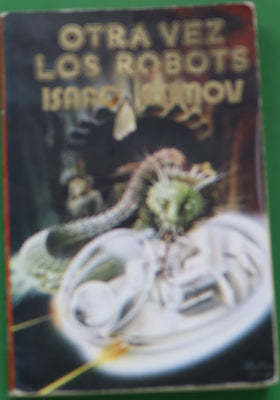 OTRA VEZ
LOS ROBOTS
ISAAC ASIMOV